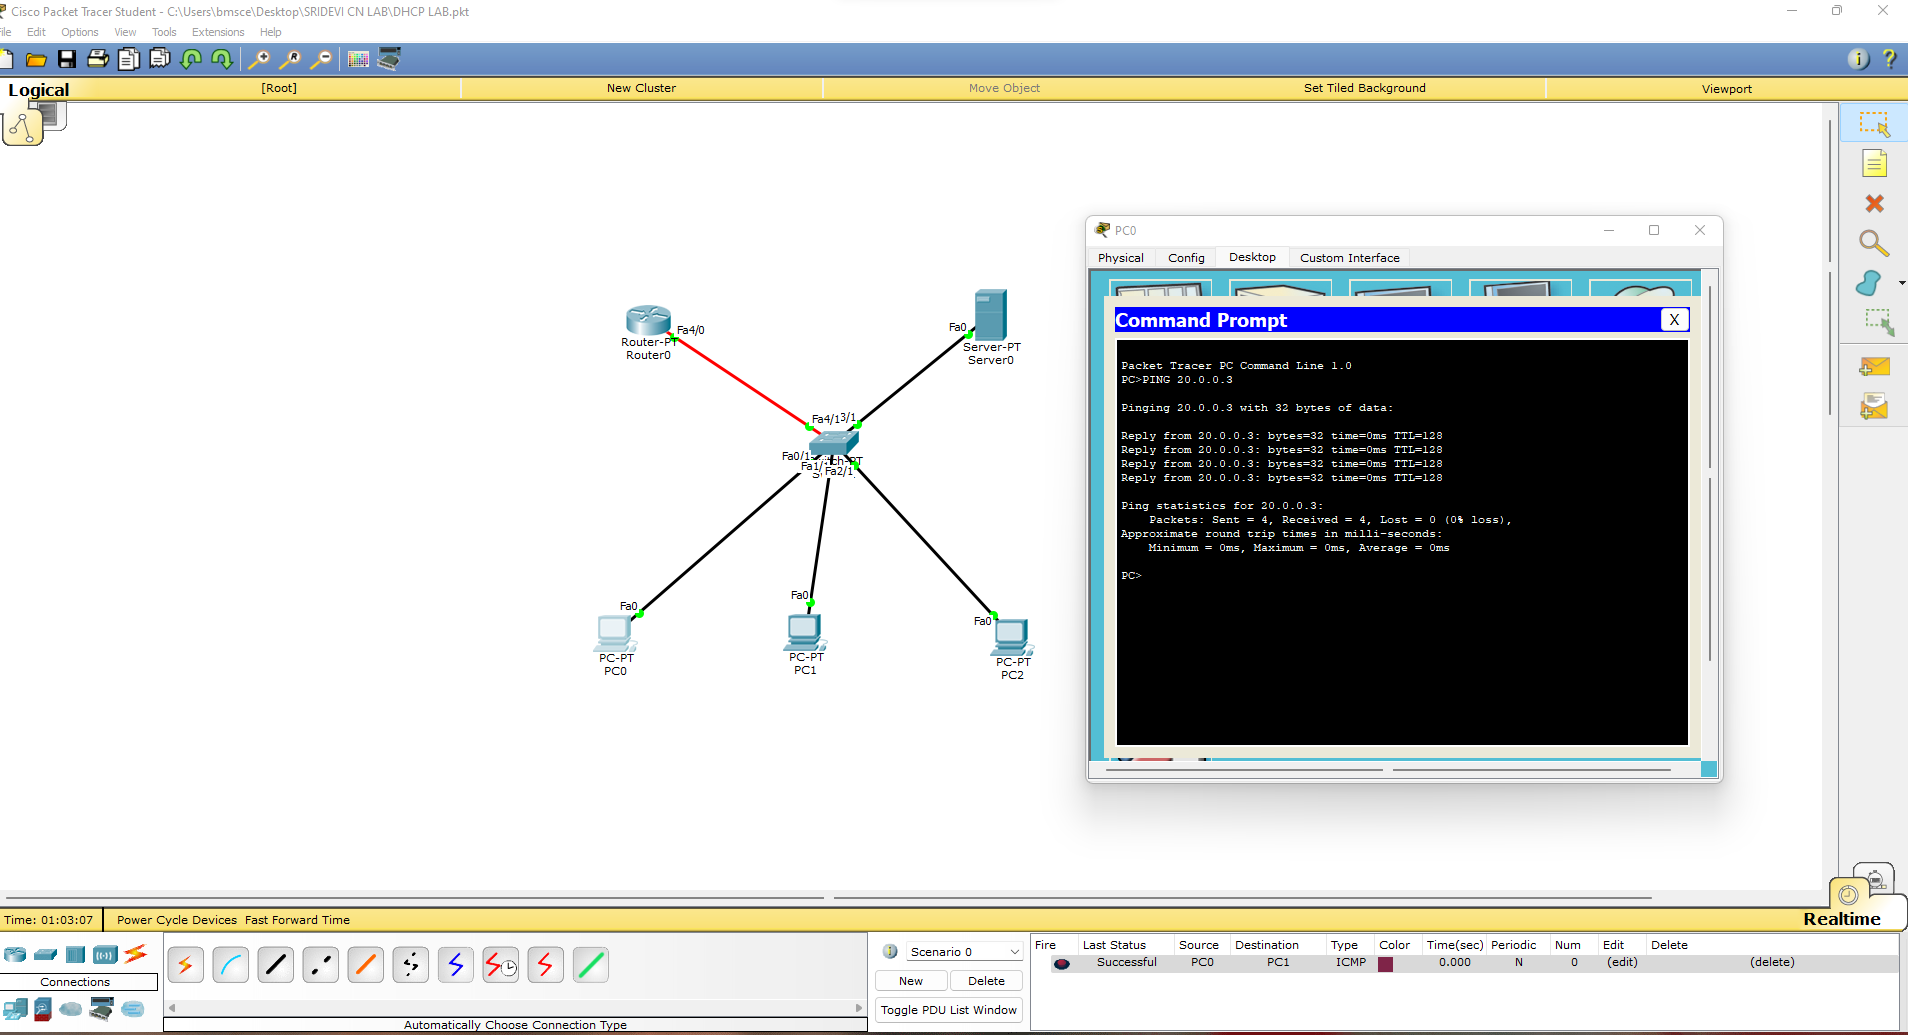 Cisco Packet Tracer Student - C:\Users\bmsce\Desktop\SRIDEVI CN LAB\DHCP LAB.pkt
ile Edit Options View Tools Extensions Help
Logical [Root] New Cluster Move Object Set Tiled Background Viewport
Fa4/0
Router-PT
Router0
Fa0
Server-PT
Server0
Fa4/1 3/1
Fa0/1
Fa1/
Fa2/1
Fa0
PC-PT
PC0
Fa0
PC-PT
PC1
Fa0
PC-PT
PC2
PC0
Physical Config Desktop Custom Interface
Command Prompt X
Packet Tracer PC Command Line 1.0
PC>PING 20.0.0.3
Pinging 20.0.0.3 with 32 bytes of data:
Reply from 20.0.0.3: bytes=32 time=0ms TTL=128
Reply from 20.0.0.3: bytes=32 time=0ms TTL=128
Reply from 20.0.0.3: bytes=32 time=0ms TTL=128
Reply from 20.0.0.3: bytes=32 time=0ms TTL=128
Ping statistics for 20.0.0.3:
Packets: Sent = 4, Received = 4, Lost = 0 (0% loss),
Approximate round trip times in milli-seconds:
Minimum = 0ms, Maximum = 0ms, Average = 0ms
PC>
Time: 01:03:07 Power Cycle Devices Fast Forward Time
Realtime
Connections
Automatically Choose Connection Type
Scenario 0
New Delete
Toggle PDU List Window
Fire Last Status Source Destination Type Color Time(sec) Periodic Num Edit Delete
Successful PC0 PC1 ICMP 0.000 N 0 (edit) (delete)